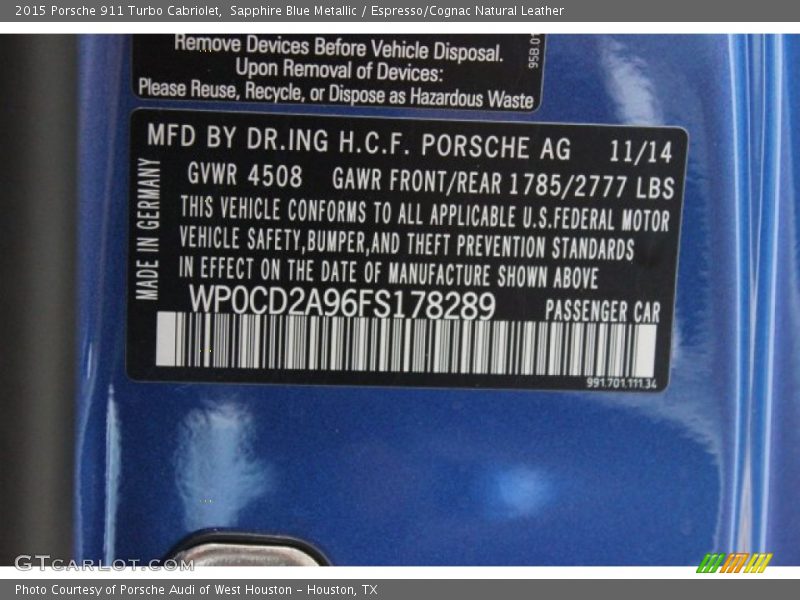 2015 Porsche 911 Turbo Cabriolet, Sapphire Blue Metallic / Espresso/Cognac Natural Leather
Remove Devices Before Vehicle Disposal.
Upon Removal of Devices:
Please Reuse, Recycle, or Dispose as Hazardous Waste
95B.01
MFD BY DR.ING H.C.F. PORSCHE AG 11/14
GVWR 4508 GAWR FRONT/REAR 1785/2777 LBS
THIS VEHICLE CONFORMS TO ALL APPLICABLE U.S.FEDERAL MOTOR
VEHICLE SAFETY,BUMPER,AND THEFT PREVENTION STANDARDS
IN EFFECT ON THE DATE OF MANUFACTURE SHOWN ABOVE
MADE IN GERMANY
WP0CD2A96FS178289 PASSENGER CAR
991.701.111.34
GTCarLot.com
Photo Courtesy of Porsche Audi of West Houston - Houston, TX